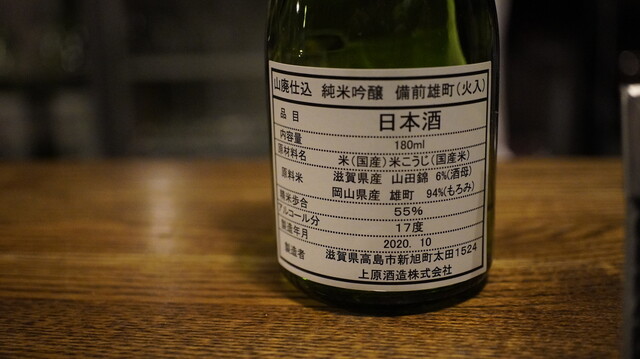 山廃仕込 純米吟醸 備前雄町(火入)
品目 日本酒
内容量 180ml
原材料名 米(国産)米こうじ(国産米)
原料米 滋賀県産 山田錦 6%(酒母)
岡山県産 雄町 94%(もろみ)
精米歩合 55%
アルコール分 17度
製造年月 2020. 10
製造者 滋賀県高島市新旭町太田1524
上原酒造株式会社